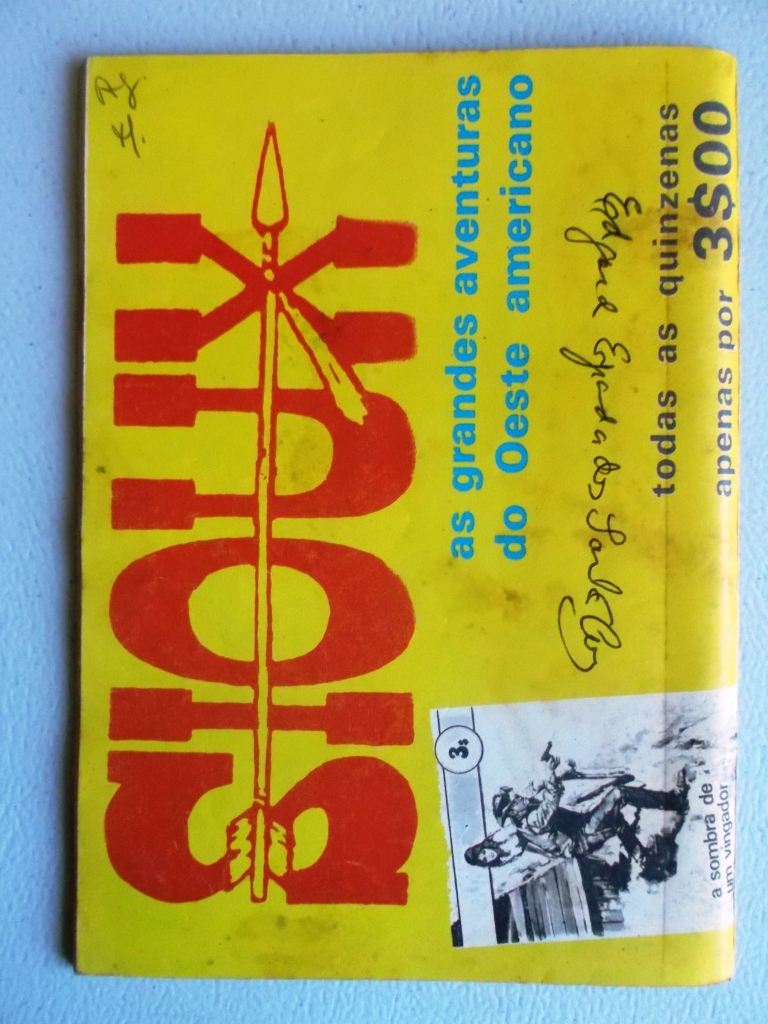 SIOUX
as grandes aventuras
do Oeste americano
todas as quinzenas
apenas por 3$00
3$
a sombra de
um vingador